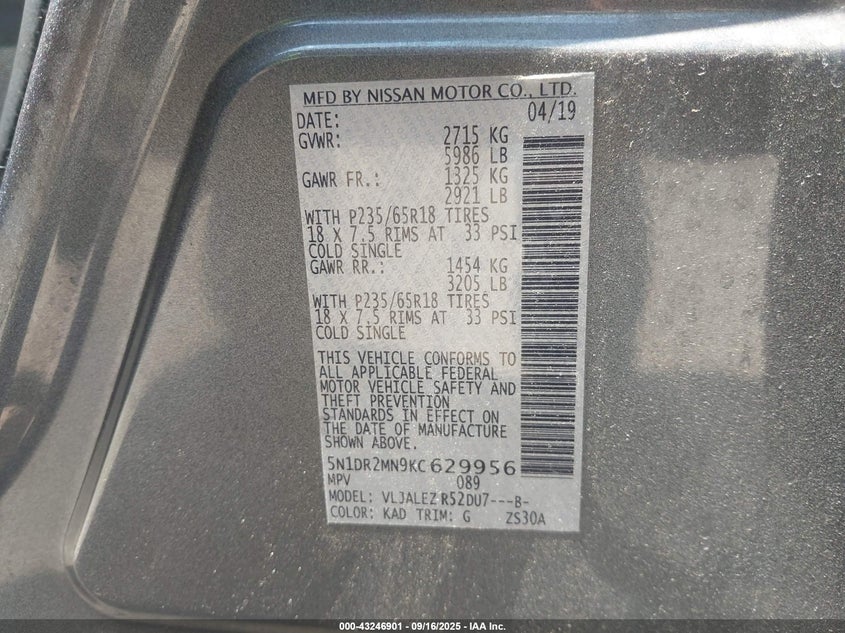 MFD BY NISSAN MOTOR CO., LTD.
DATE: 04/19
GVWR: 2715 KG
5986 LB
GAWR FR.: 1325 KG
2921 LB
WITH P235/65R18 TIRES
18 X 7.5 RIMS AT 33 PSI
COLD SINGLE
GAWR RR.: 1454 KG
3205 LB
WITH P235/65R18 TIRES
18 X 7.5 RIMS AT 33 PSI
COLD SINGLE
THIS VEHICLE CONFORMS TO
ALL APPLICABLE FEDERAL
MOTOR VEHICLE SAFETY AND
THEFT PREVENTION
STANDARDS IN EFFECT ON
THE DATE OF MANUFACTURE
SHOWN ABOVE.
5N1DR2MN9KC629956
MPV 089
MODEL: VLJALEZ R52DU7---B-
COLOR: KAD TRIM: G ZS30A
000-43246901 - 09/16/2025 - IAA Inc.